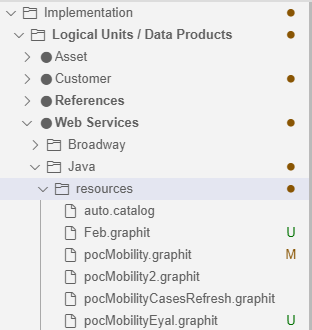 Implementation
Logical Units / Data Products
Asset
Customer
References
Web Services
Broadway
Java
resources
auto.catalog
Feb.graphit U
pocMobility.graphit M
pocMobility2.graphit
pocMobilityCasesRefresh.graphit
pocMobilityEyal.graphit U